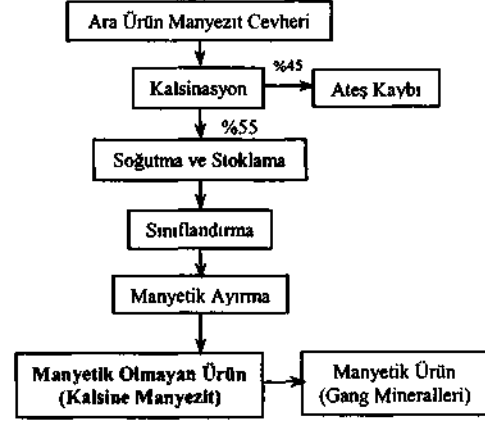 Ara Ürün Manyezit Cevheri
%45
Kalsinasyon
Ateş Kaybı
%55
Soğutma ve Stoklama
Sınıflandırma
Manyetik Ayırma
Manyetik Olmayan Ürün
(Kalsine Manyezit)
Manyetik Ürün
(Gang Mineralleri)